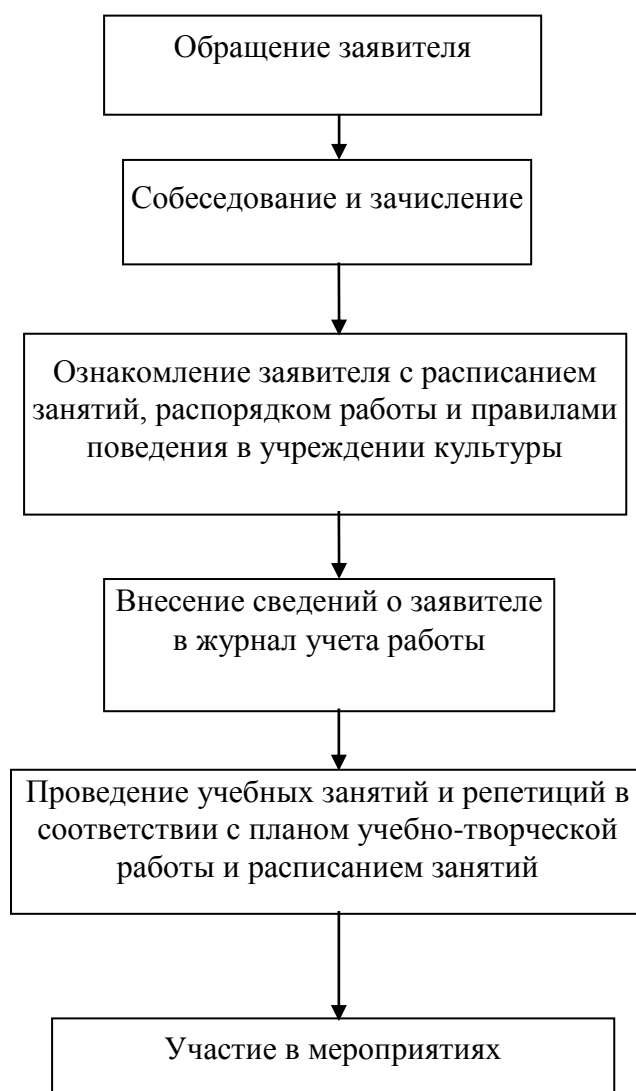 Обращение заявителя
Собеседование и зачисление
Ознакомление заявителя с расписанием
занятий, распорядком работы и правилами
поведения в учреждении культуры
Внесение сведений о заявителе
в журнал учета работы
Проведение учебных занятий и репетиций в
соответствии с планом учебно-творческой
работы и расписанием занятий
Участие в мероприятиях